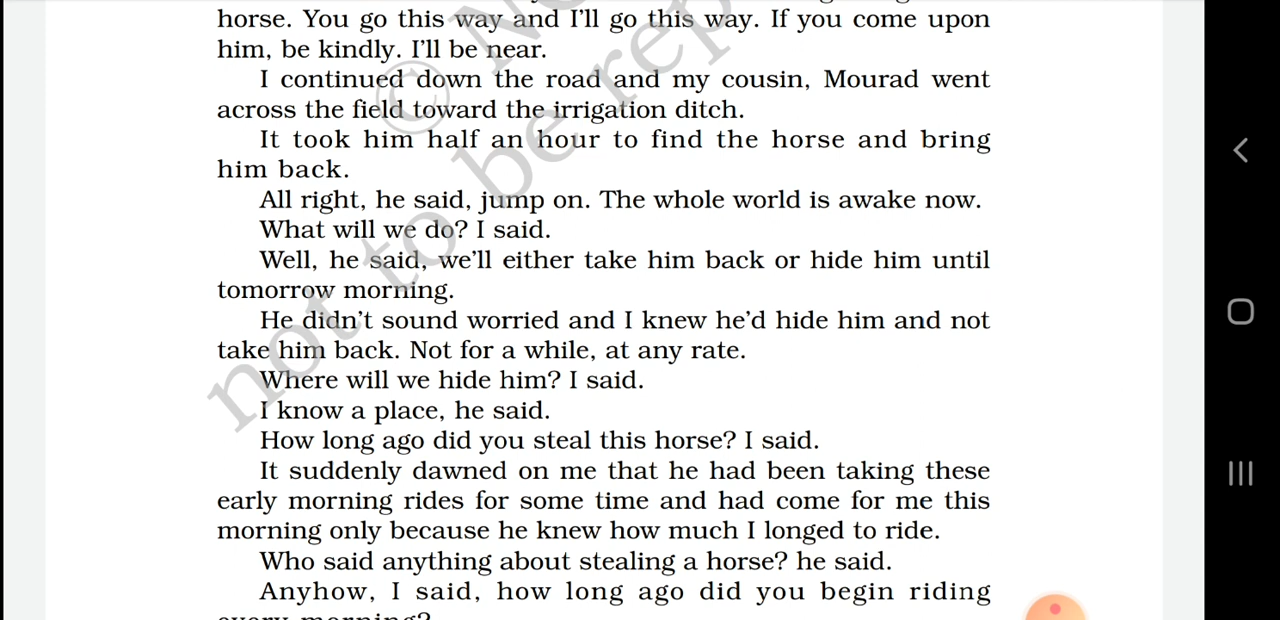 horse. You go this way and I'll go this way. If you come upon
him, be kindly. I'll be near.
I continued down the road and my cousin, Mourad went
across the field toward the irrigation ditch.
It took him half an hour to find the horse and bring
him back.
All right, he said, jump on. The whole world is awake now.
What will we do? I said.
Well, he said, we'll either take him back or hide him until
tomorrow morning.
He didn't sound worried and I knew he'd hide him and not
take him back. Not for a while, at any rate.
Where will we hide him? I said.
I know a place, he said.
How long ago did you steal this horse? I said.
It suddenly dawned on me that he had been taking these
early morning rides for some time and had come for me this
morning only because he knew how much I longed to ride.
Who said anything about stealing a horse? he said.
Anyhow, I said, how long ago did you begin riding
every morning?
© N
not to be rep